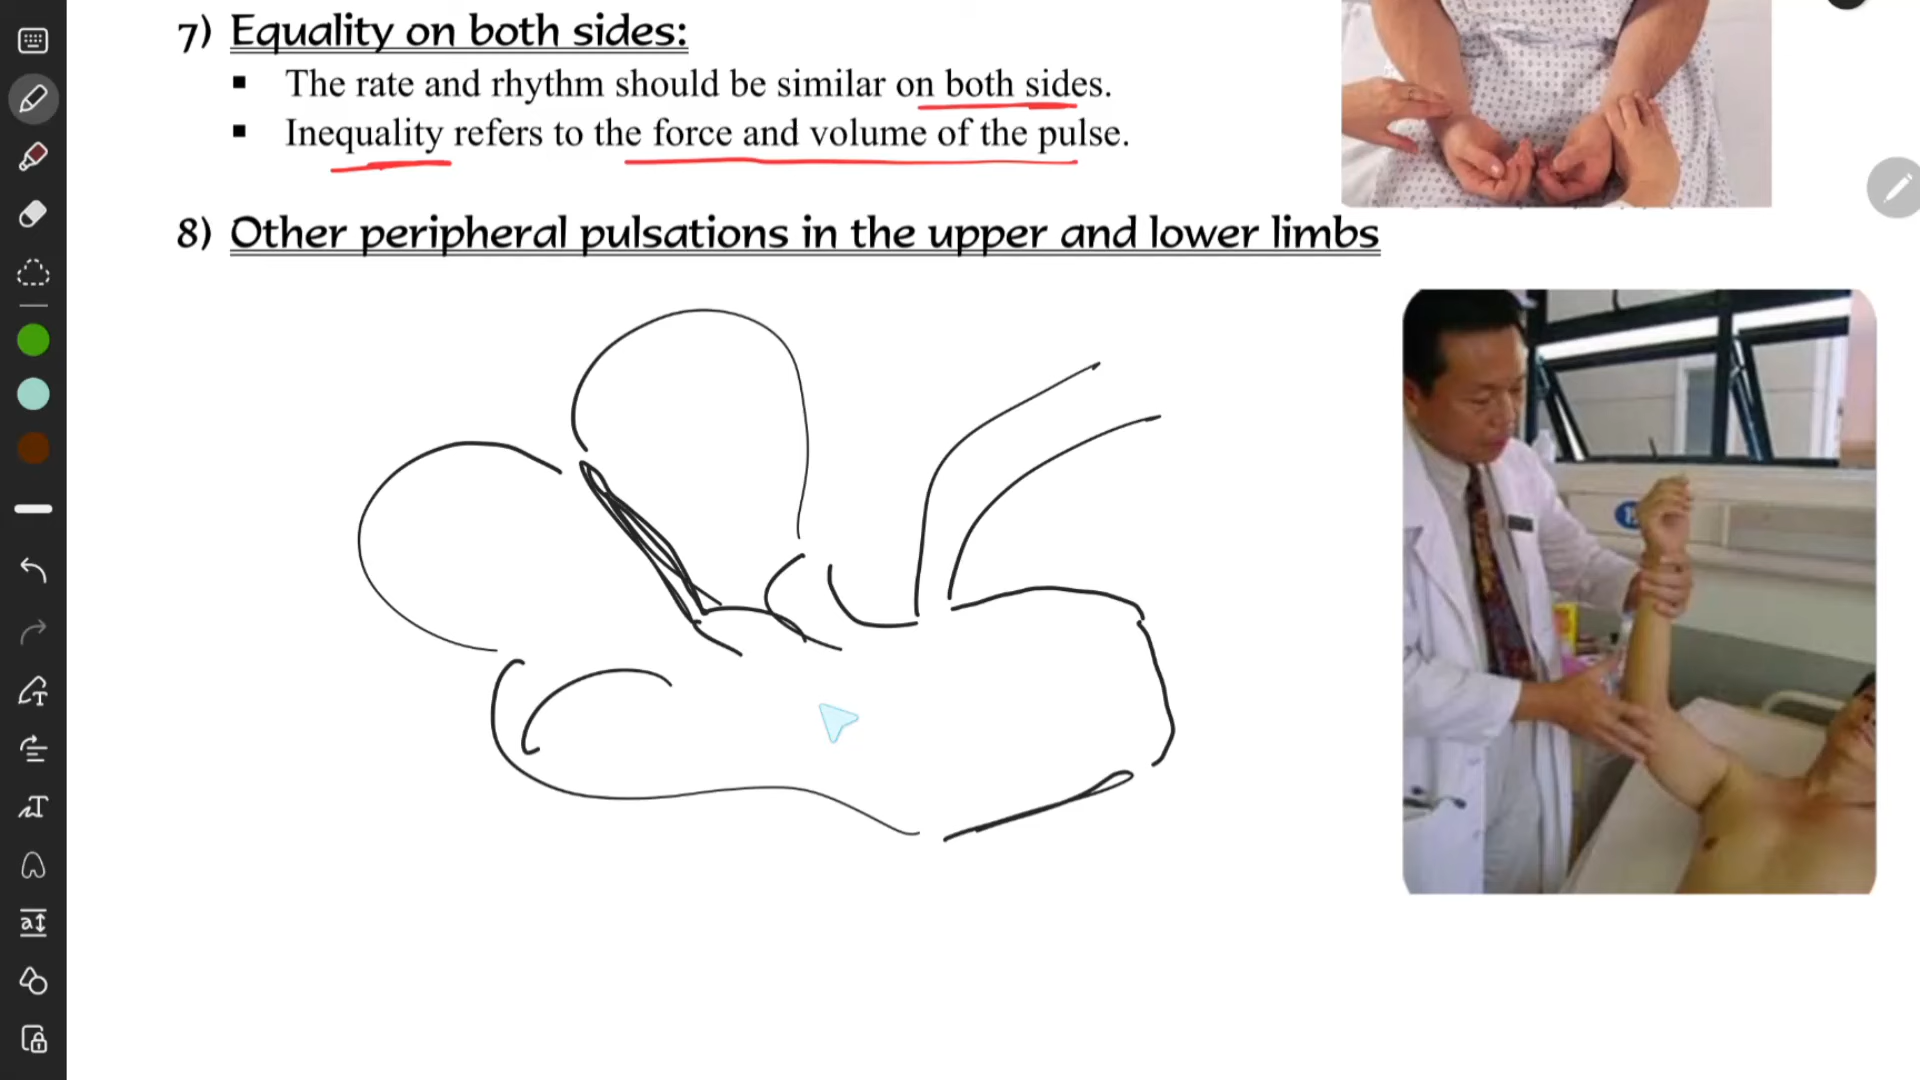 7) Equality on both sides:
▪ The rate and rhythm should be similar on both sides.
▪ Inequality refers to the force and volume of the pulse.
8) Other peripheral pulsations in the upper and lower limbs